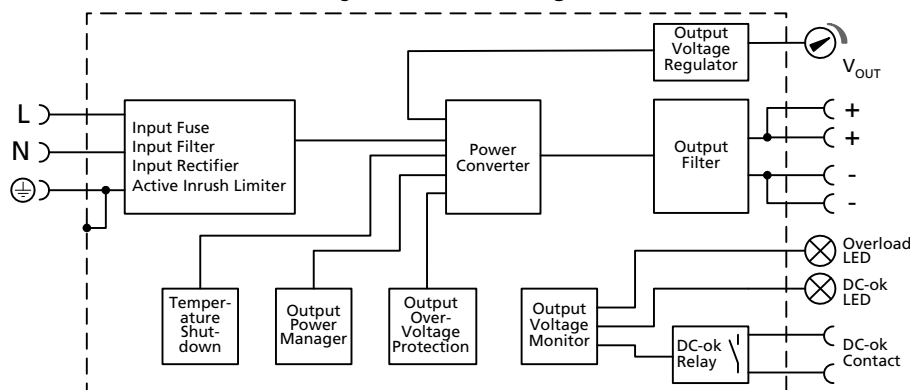 Output
Voltage
Regulator
VOUT
L
N
Input Fuse
Input Filter
Input Rectifier
Active Inrush Limiter
Power
Converter
Output
Filter
+
+
-
-
Overload
LED
DC-ok
LED
Temper-
ature
Shut-
down
Output
Power
Manager
Output
Over-
Voltage
Protection
Output
Voltage
Monitor
DC-ok
Relay
DC-ok
Contact